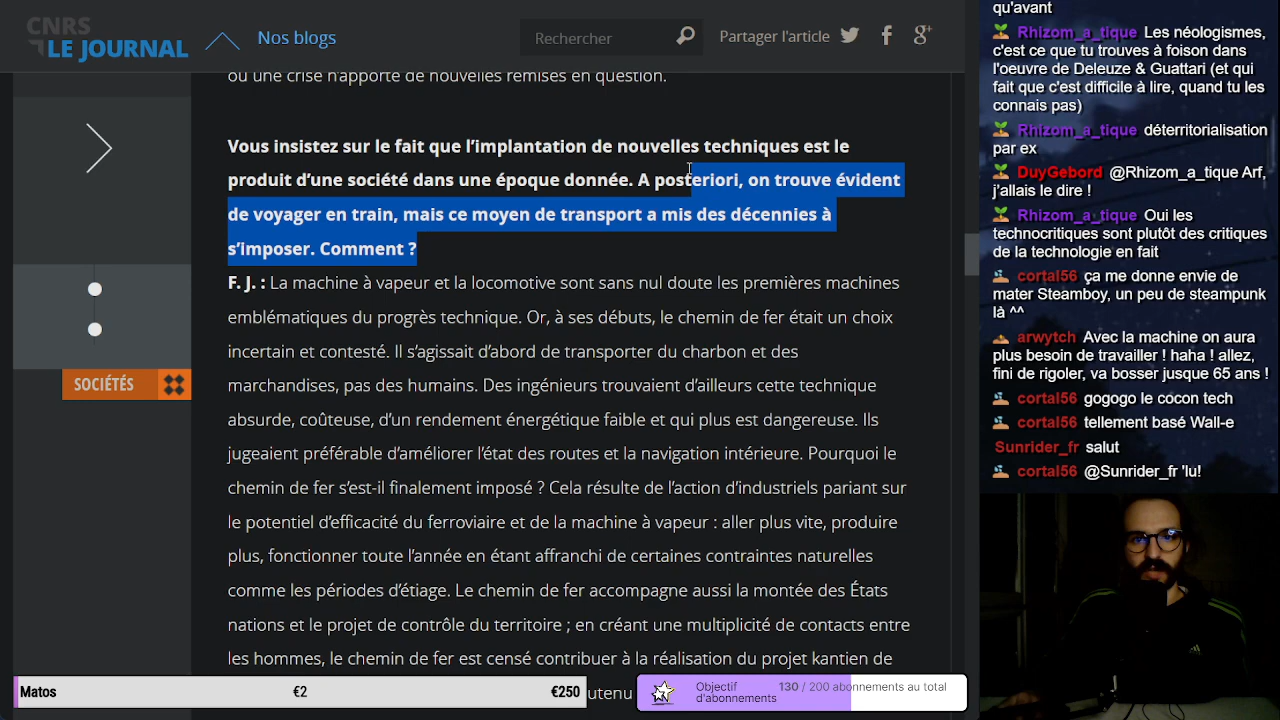 CNRS
LE JOURNAL
Nos blogs
Rechercher
Partager l'article
ou une crise n'apporte de nouvelles remises en question.
Vous insistez sur le fait que l'implantation de nouvelles techniques est le
produit d'une société dans une époque donnée. A posteriori, on trouve évident
de voyager en train, mais ce moyen de transport a mis des décennies à
s'imposer. Comment ?
F. J. : La machine à vapeur et la locomotive sont sans nul doute les premières machines
emblématiques du progrès technique. Or, à ses débuts, le chemin de fer était un choix
incertain et contesté. Il s'agissait d'abord de transporter du charbon et des
marchandises, pas des humains. Des ingénieurs trouvaient d'ailleurs cette technique
absurde, coûteuse, d'un rendement énergétique faible et qui plus est dangereuse. Ils
jugeaient préférable d'améliorer l'état des routes et la navigation intérieure. Pourquoi le
chemin de fer s'est-il finalement imposé ? Cela résulte de l'action d'industriels pariant sur
le potentiel d'efficacité du ferroviaire et de la machine à vapeur : aller plus vite, produire
plus, fonctionner toute l'année en étant affranchi de certaines contraintes naturelles
comme les périodes d'étiage. Le chemin de fer accompagne aussi la montée des États
nations et le projet de contrôle du territoire ; en créant une multiplicité de contacts entre
les hommes, le chemin de fer est censé contribuer à la réalisation du projet kantien de
utenu
SOCIÉTÉS
Matos €2 €250
Objectif d'abonnements
130 / 200 abonnements au total
qu'avant
Rhizom_a_tique Les néologismes,
c'est ce que tu trouves à foison dans
l'oeuvre de Deleuze & Guattari (et qui
fait que c'est difficile à lire, quand tu les
connais pas)
Rhizom_a_tique déterritorialisation
par ex
DuyGebord @Rhizom_a_tique Arf,
j'allais le dire !
Rhizom_a_tique Oui les
technocritiques sont plutôt des critiques
de la technologie en fait
cortal56 ça me donne envie de
mater Steamboy, un peu de steampunk
là ^^
arwytch Avec la machine on aura
plus besoin de travailler ! haha ! allez,
fini de rigoler, va bosser jusque 65 ans !
cortal56 gogogo le cocon tech
cortal56 tellement basé Wall-e
Sunrider_fr salut
cortal56 @Sunrider_fr 'lu!